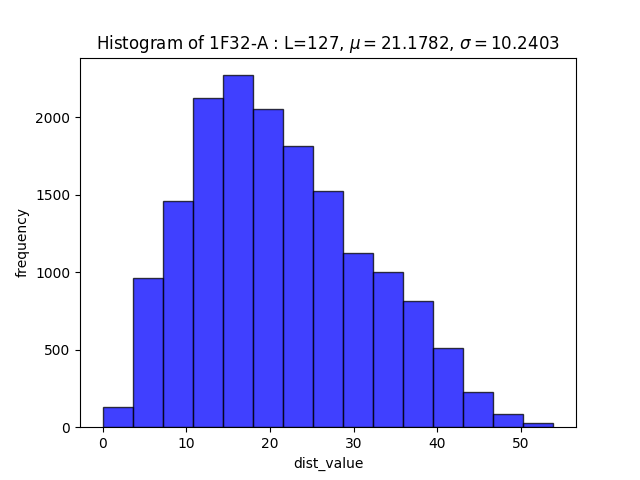 Histogram of 1F32-A : L=127, μ = 21.1782, σ = 10.2403
frequency
2000
1500
1000
500
0
0 10 20 30 40 50
dist_value